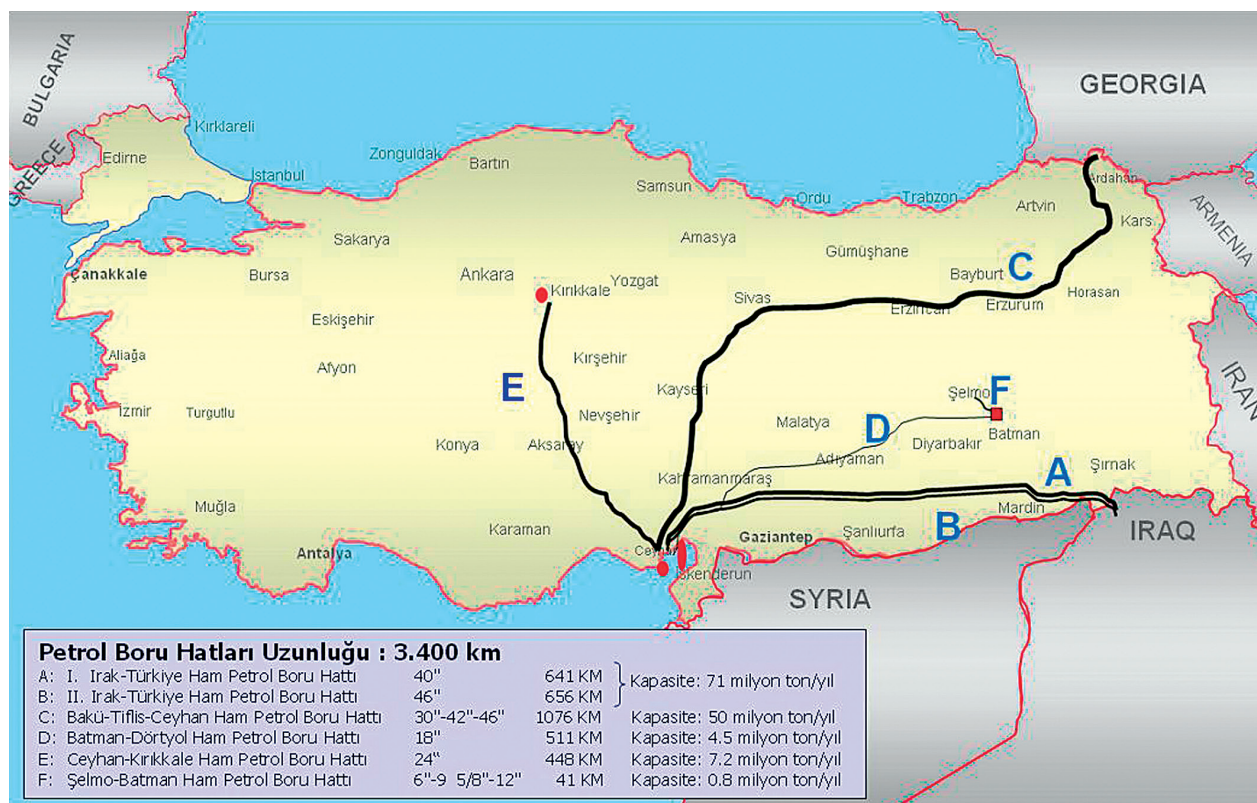 BULGARIA
GREECE
GEORGIA
ARMENIA
IRAN
IRAQ
SYRIA
Kırklareli
Edirne
İstanbul
Zonguldak
Bartın
Samsun
Ordu
Trabzon
Artvin
Ardahan
Kars
Sakarya
Amasya
Gümüşhane
Bayburt
C
Çanakkale
Bursa
Ankara
Kırıkkale
Yozgat
Sivas
Erzincan
Erzurum
Horasan
Eskişehir
Aliağa
Afyon
Kırşehir
E
Kayseri
Şelmo
F
İzmir
Turgutlu
Nevşehir
Malatya
D
Diyarbakır
Batman
Konya
Aksaray
Adıyaman
Kahramanmaraş
A
Şırnak
Muğla
Karaman
Antalya
Gaziantep
Şanlıurfa
B
Mardin
İskenderun
Petrol Boru Hatları Uzunluğu : 3.400 km
A: I. Irak-Türkiye Ham Petrol Boru Hattı 40" 641 KM
Kapasite: 71 milyon ton/yıl
B: II. Irak-Türkiye Ham Petrol Boru Hattı 46" 656 KM
C: Bakü-Tiflis-Ceyhan Ham Petrol Boru Hattı 30"-42"-46" 1076 KM Kapasite: 50 milyon ton/yıl
D: Batman-Dörtyol Ham Petrol Boru Hattı 18" 511 KM Kapasite: 4.5 milyon ton/yıl
E: Ceyhan-Kırıkkale Ham Petrol Boru Hattı 24" 448 KM Kapasite: 7.2 milyon ton/yıl
F: Şelmo-Batman Ham Petrol Boru Hattı 6"-9 5/8"-12" 41 KM Kapasite: 0.8 milyon ton/yıl